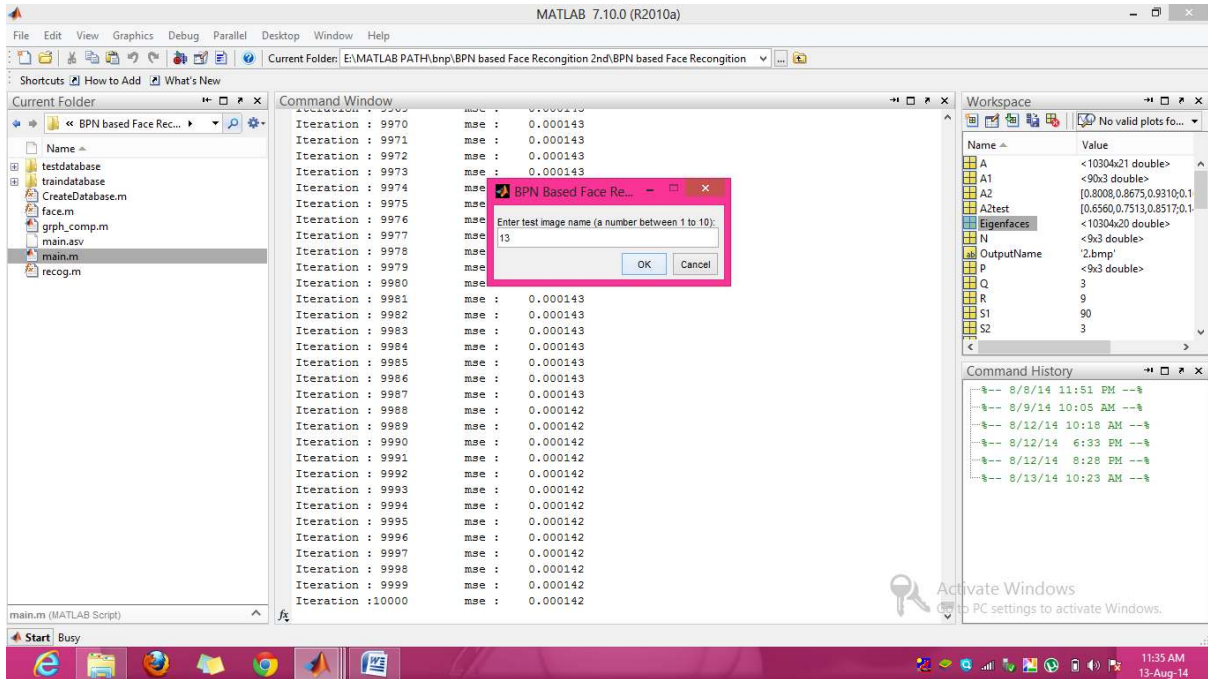 MATLAB 7.10.0 (R2010a)
File Edit View Graphics Debug Parallel Desktop Window Help
Current Folder: E:\MATLAB PATH\bnp\BPN based Face Recongition 2nd\BPN based Face Recongition
Shortcuts How to Add What's New
Current Folder
« BPN based Face Rec...
Name
testdatabase
traindatabase
CreateDatabase.m
face.m
grph_comp.m
main.asv
main.m
recog.m
main.m (MATLAB Script)
Command Window
Iteration : 9970 mse : 0.000143
Iteration : 9971 mse : 0.000143
Iteration : 9972 mse : 0.000143
Iteration : 9973 mse : 0.000143
Iteration : 9974 mse
Iteration : 9975 mse
Iteration : 9976 mse
Iteration : 9977 mse
Iteration : 9978 mse
Iteration : 9979 mse
Iteration : 9980 mse
Iteration : 9981 mse : 0.000143
Iteration : 9982 mse : 0.000143
Iteration : 9983 mse : 0.000143
Iteration : 9984 mse : 0.000143
Iteration : 9985 mse : 0.000143
Iteration : 9986 mse : 0.000143
Iteration : 9987 mse : 0.000143
Iteration : 9988 mse : 0.000142
Iteration : 9989 mse : 0.000142
Iteration : 9990 mse : 0.000142
Iteration : 9991 mse : 0.000142
Iteration : 9992 mse : 0.000142
Iteration : 9993 mse : 0.000142
Iteration : 9994 mse : 0.000142
Iteration : 9995 mse : 0.000142
Iteration : 9996 mse : 0.000142
Iteration : 9997 mse : 0.000142
Iteration : 9998 mse : 0.000142
Iteration : 9999 mse : 0.000142
Iteration :10000 mse : 0.000142
fx
BPN Based Face Re...
Enter test image name (a number between 1 to 10):
13
OK Cancel
Workspace
No valid plots fo...
Name Value
A <10304x21 double>
A1 <90x3 double>
A2 [0.8008,0.8675,0.9310;0.1
A2test [0.6560,0.7513,0.8517;0.1
Eigenfaces <10304x20 double>
N <9x3 double>
OutputName '2.bmp'
P <9x3 double>
Q 3
R 9
S1 90
S2 3
Command History
%-- 8/8/14 11:51 PM --%
%-- 8/9/14 10:05 AM --%
%-- 8/12/14 10:18 AM --%
%-- 8/12/14 6:33 PM --%
%-- 8/12/14 8:28 PM --%
%-- 8/13/14 10:23 AM --%
Activate Windows
Go to PC settings to activate Windows.
Start Busy
11:35 AM
13-Aug-14